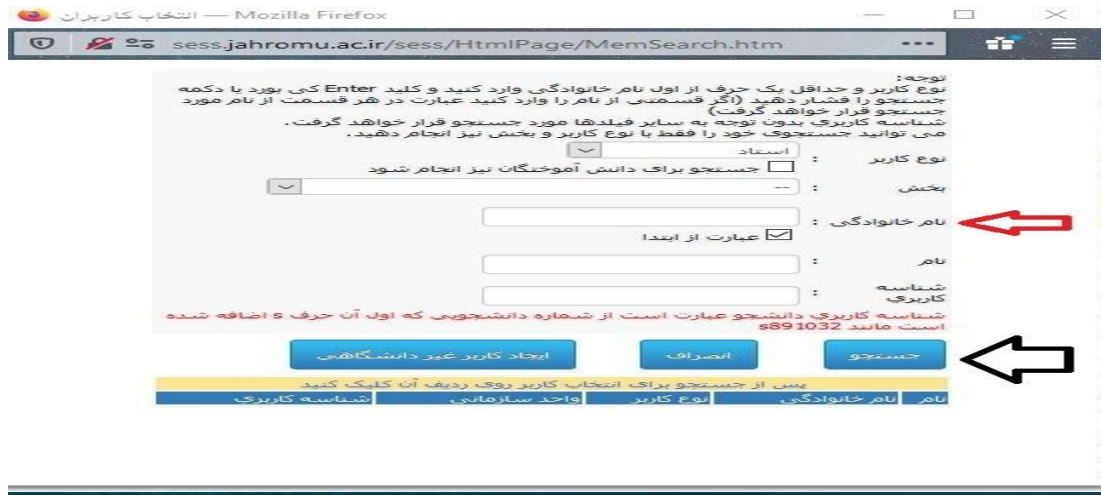 انتخاب کاربران — Mozilla Firefox
sess.jahromu.ac.ir/sess/HtmlPage/MemSearch.htm
توجه:
نوع کاربر و حداقل یک حرف از اول نام خانوادگی وارد کنید و کلید Enter کی بورد یا دکمه
جستجو را فشار دهید (اگر قسمتی از نام را وارد کنید عبارت در هر قسمت از نام مورد
جستجو قرار خواهد گرفت)
شناسه کاربري بدون توجه به سایر فیلدها مورد جستجو قرار خواهد گرفت.
می توانید جستجوی خود را فقط با نوع کاربر و بخش نیز انجام دهید.
نوع کاربر : استاد
جستجو برای دانش آموختگان نیز انجام شود
بخش : --
نام خانوادگی :
عبارت از ابتدا
نام :
شناسه کاربري :
شناسه کاربري دانشجو عبارت است از شماره دانشجویی که اول آن حرف s اضافه شده
است مانند s891032
جستجو انصراف ایجاد کاربر غیر دانشگاهی
پس از جستجو برای انتخاب کاربر روی ردیف آن کلیک کنید
نام نام خانوادگی نوع کاربر واحد سازمانی شناسه کاربري